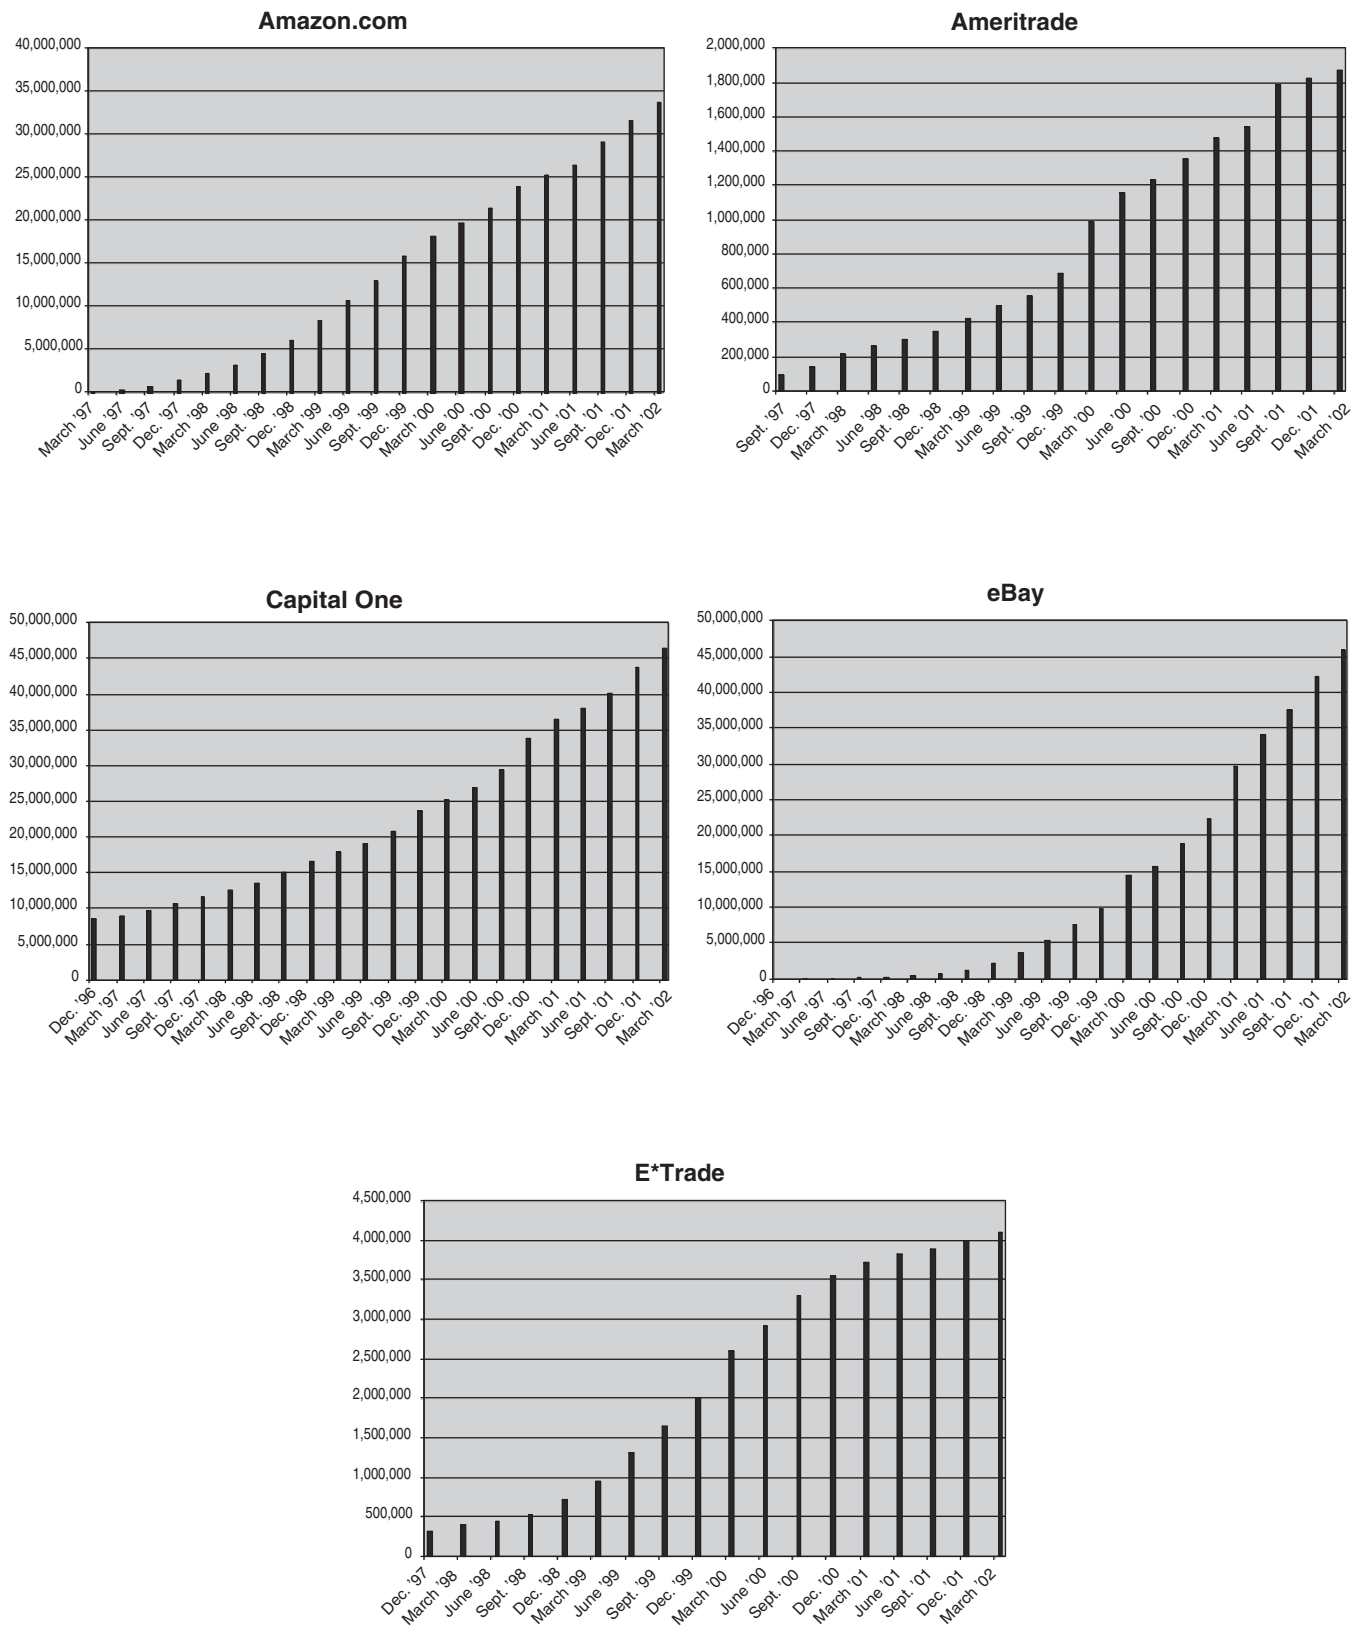 Amazon.com
40,000,000
35,000,000
30,000,000
25,000,000
20,000,000
15,000,000
10,000,000
5,000,000
0
March '97
June '97
Sept. '97
Dec. '97
March '98
June '98
Sept. '98
Dec. '98
March '99
June '99
Sept. '99
Dec. '99
March '00
June '00
Sept. '00
Dec. '00
March '01
June '01
Sept. '01
Dec. '01
March '02
Ameritrade
2,000,000
1,800,000
1,600,000
1,400,000
1,200,000
1,000,000
800,000
600,000
400,000
200,000
0
Sept. '97
Dec. '97
March '98
June '98
Sept. '98
Dec. '98
March '99
June '99
Sept. '99
Dec. '99
March '00
June '00
Sept. '00
Dec. '00
March '01
June '01
Sept. '01
Dec. '01
March '02
Capital One
50,000,000
45,000,000
40,000,000
35,000,000
30,000,000
25,000,000
20,000,000
15,000,000
10,000,000
5,000,000
0
Dec. '96
March '97
June '97
Sept. '97
Dec. '97
March '98
June '98
Sept. '98
Dec. '98
March '99
June '99
Sept. '99
Dec. '99
March '00
June '00
Sept. '00
Dec. '00
March '01
June '01
Sept. '01
Dec. '01
March '02
eBay
50,000,000
45,000,000
40,000,000
35,000,000
30,000,000
25,000,000
20,000,000
15,000,000
10,000,000
5,000,000
0
Dec. '96
March '97
June '97
Sept. '97
Dec. '97
March '98
June '98
Sept. '98
Dec. '98
March '99
June '99
Sept. '99
Dec. '99
March '00
June '00
Sept. '00
Dec. '00
March '01
June '01
Sept. '01
Dec. '01
March '02
E*Trade
4,500,000
4,000,000
3,500,000
3,000,000
2,500,000
2,000,000
1,500,000
1,000,000
500,000
0
Dec. '97
March '98
June '98
Sept. '98
Dec. '98
March '99
June '99
Sept. '99
Dec. '99
March '00
June '00
Sept. '00
Dec. '00
March '01
June '01
Sept. '01
Dec. '01
March '02